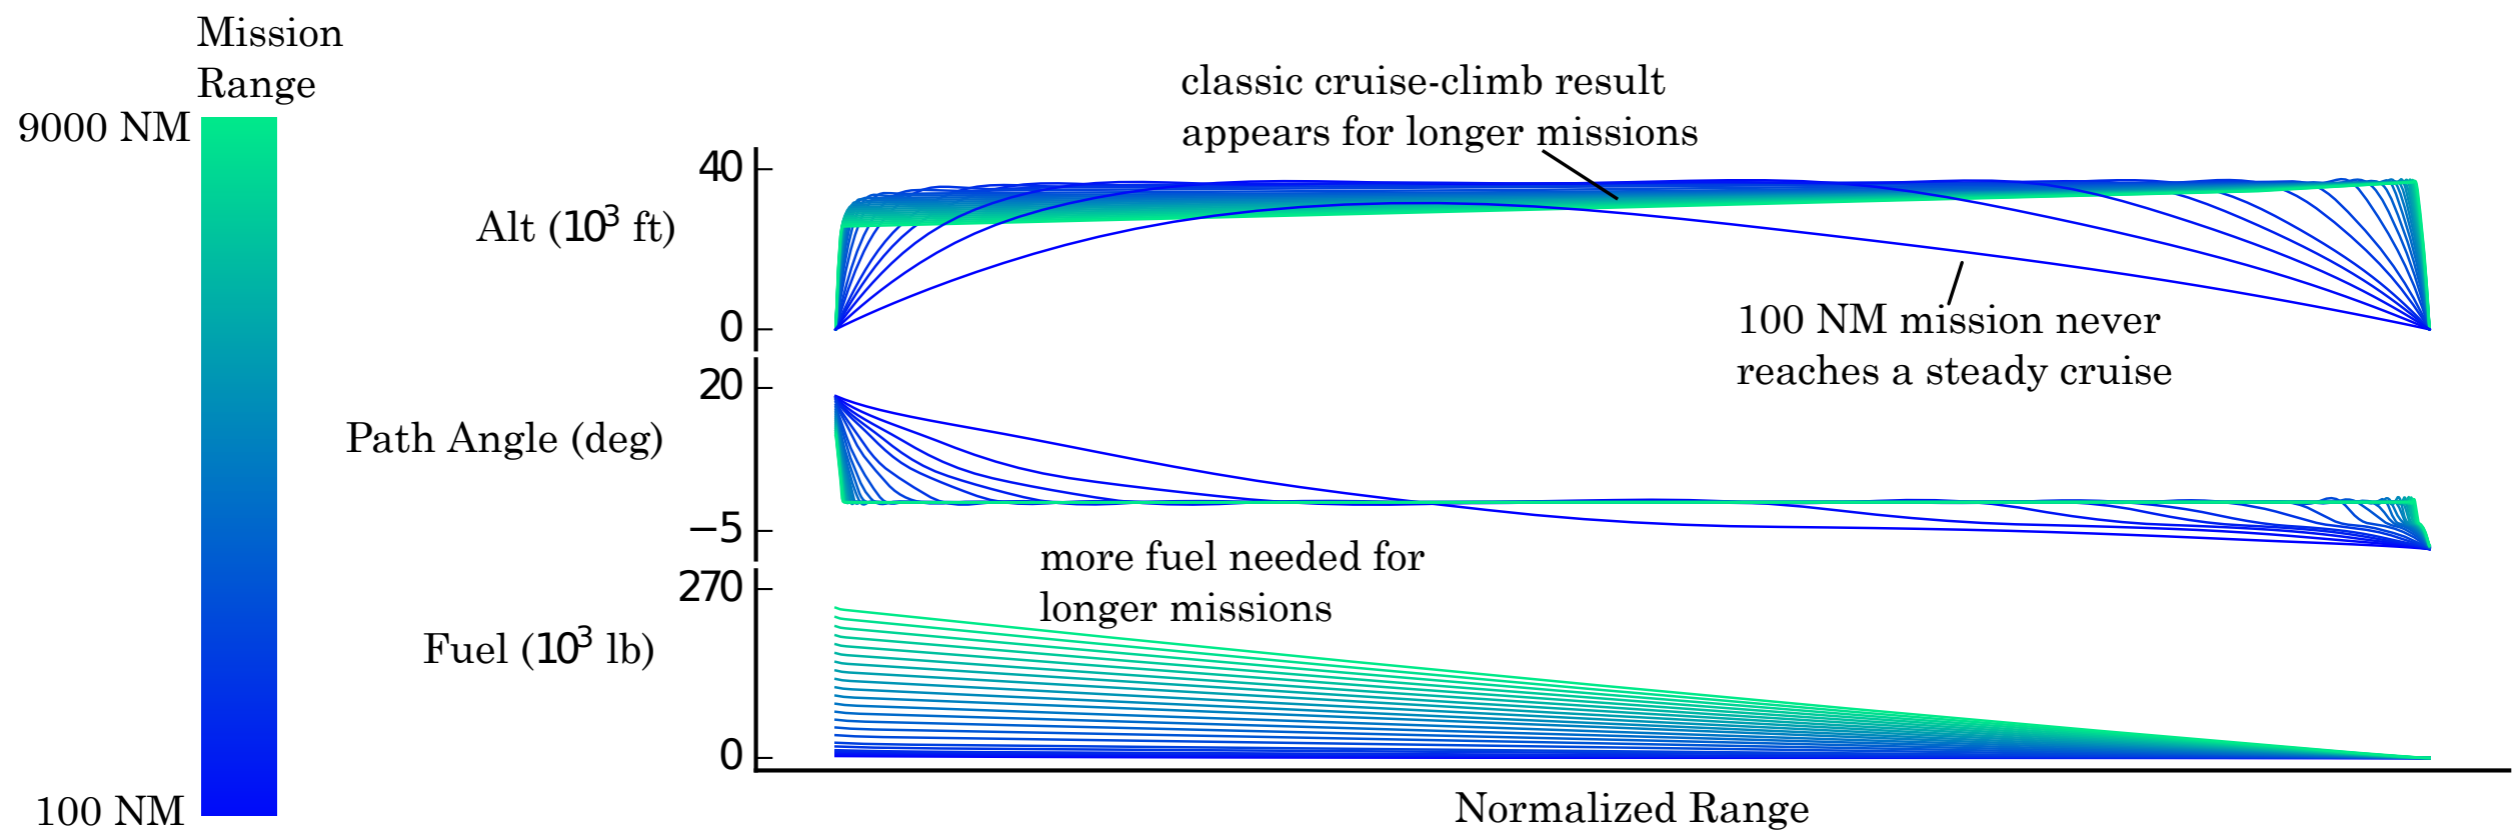 Mission
Range
9000 NM
100 NM
classic cruise-climb result
appears for longer missions
40
Alt (10³ ft)
0
100 NM mission never
reaches a steady cruise
20
Path Angle (deg)
−5
more fuel needed for
longer missions
270
Fuel (10³ lb)
0
Normalized Range